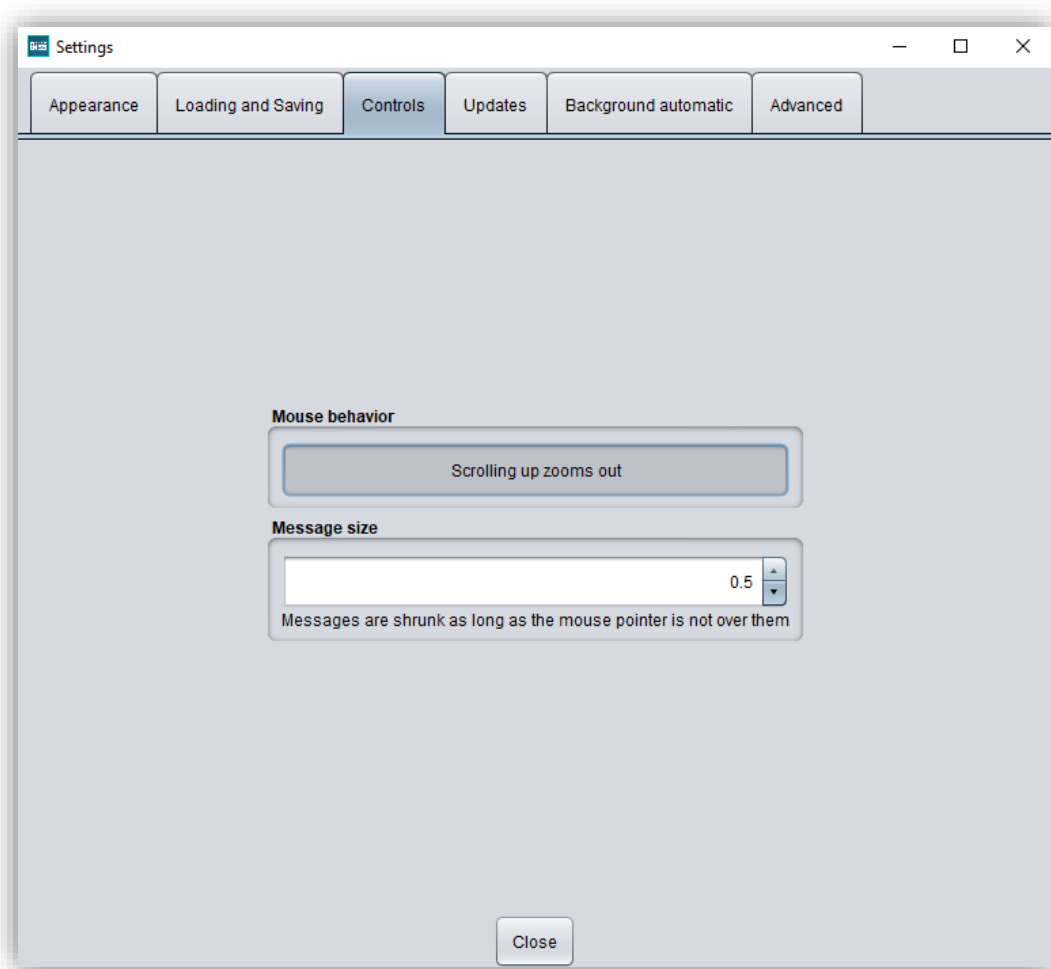 Settings
Appearance
Loading and Saving
Controls
Updates
Background automatic
Advanced
Mouse behavior
Scrolling up zooms out
Message size
0.5
Messages are shrunk as long as the mouse pointer is not over them
Close